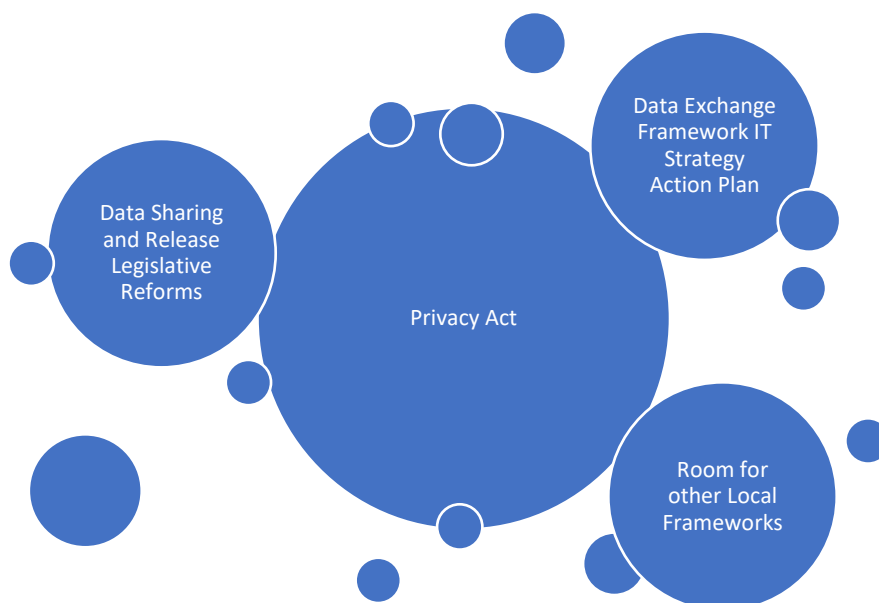 Data Exchange
Framework IT
Strategy
Action Plan
Data Sharing
and Release
Legislative
Reforms
Privacy Act
Room for
other Local
Frameworks